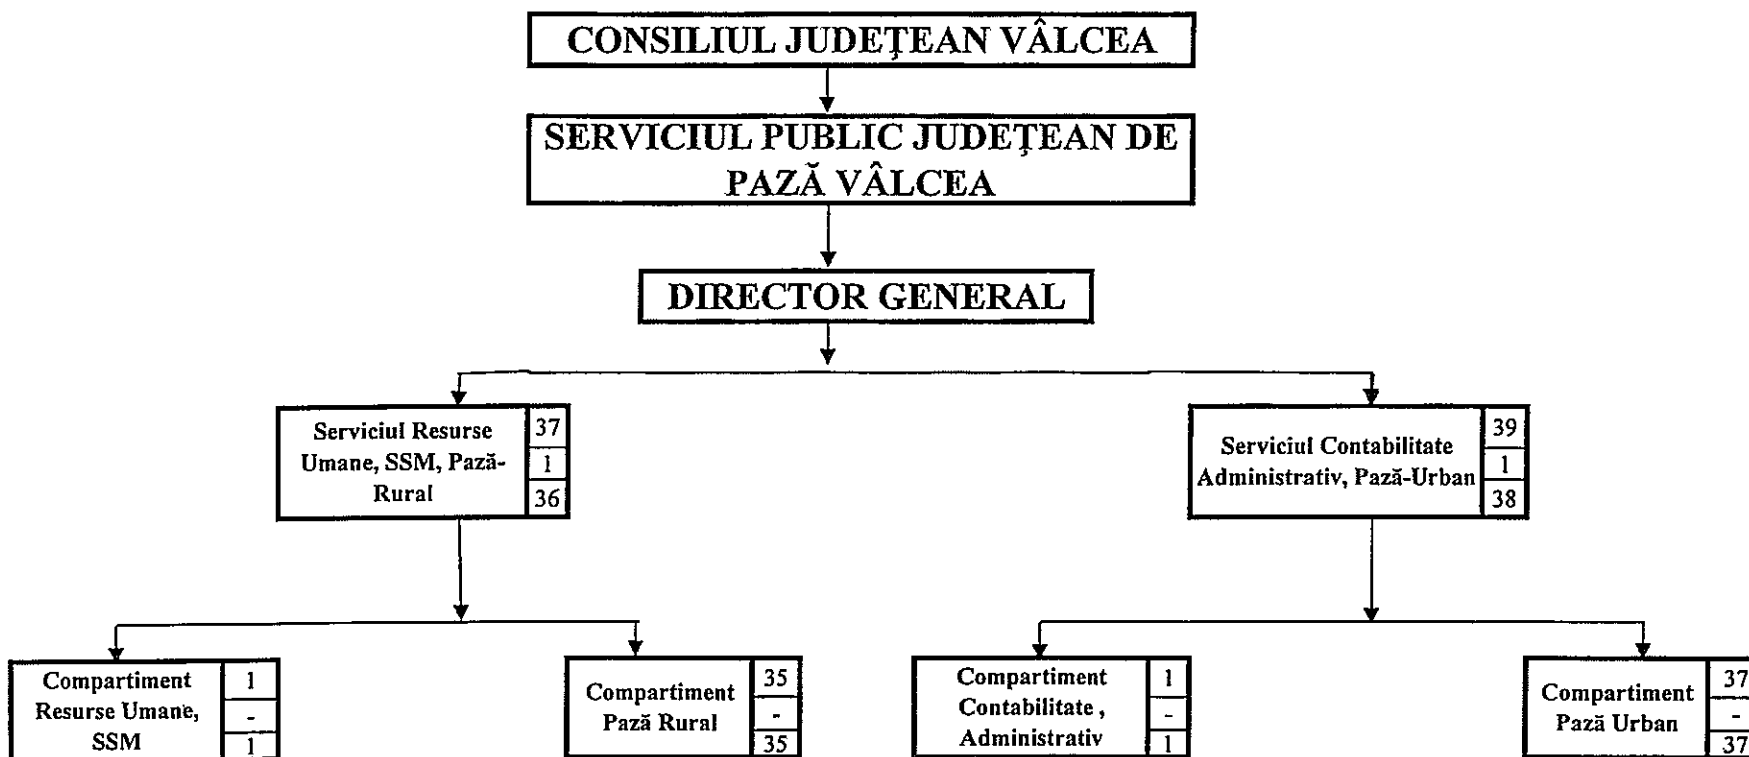 CONSILIUL JUDEŢEAN VÂLCEA
SERVICIUL PUBLIC JUDEŢEAN DE
PAZĂ VÂLCEA
DIRECTOR GENERAL
Serviciul Resurse
Umane, SSM, Pază-
Rural
37
1
36
Serviciul Contabilitate
Administrativ, Pază-Urban
39
1
38
Compartiment
Resurse Umane,
SSM
1
-
1
Compartiment
Pază Rural
35
-
35
Compartiment
Contabilitate ,
Administrativ
1
-
1
Compartiment
Pază Urban
37
-
37